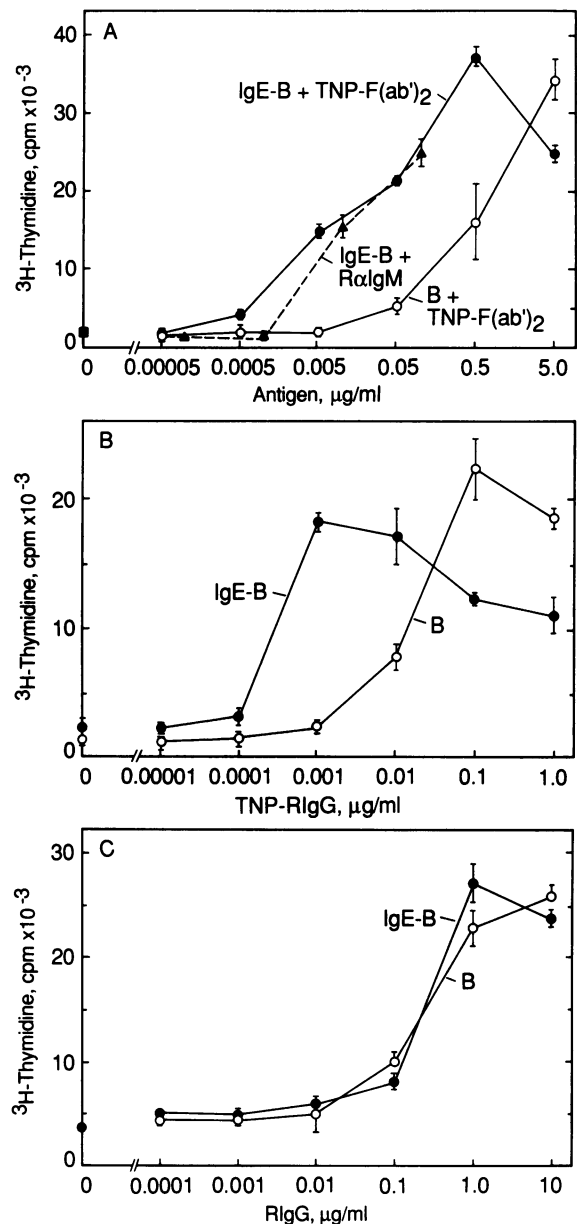 A
³H-Thymidine, cpm x10⁻³
40
30
20
10
0
IgE-B + TNP-F(ab')₂
IgE-B +
RαIgM
B +
TNP-F(ab')₂
0 0.00005 0.0005 0.005 0.05 0.5 5.0
Antigen, µg/ml
B
³H-Thymidine, cpm x10⁻³
20
10
0
IgE-B
B
0 0.00001 0.0001 0.001 0.01 0.1 1.0
TNP-RIgG, µg/ml
C
³H-Thymidine, cpm x10⁻³
30
20
10
0
IgE-B
B
0 0.0001 0.001 0.01 0.1 1.0 10
RIgG, µg/ml